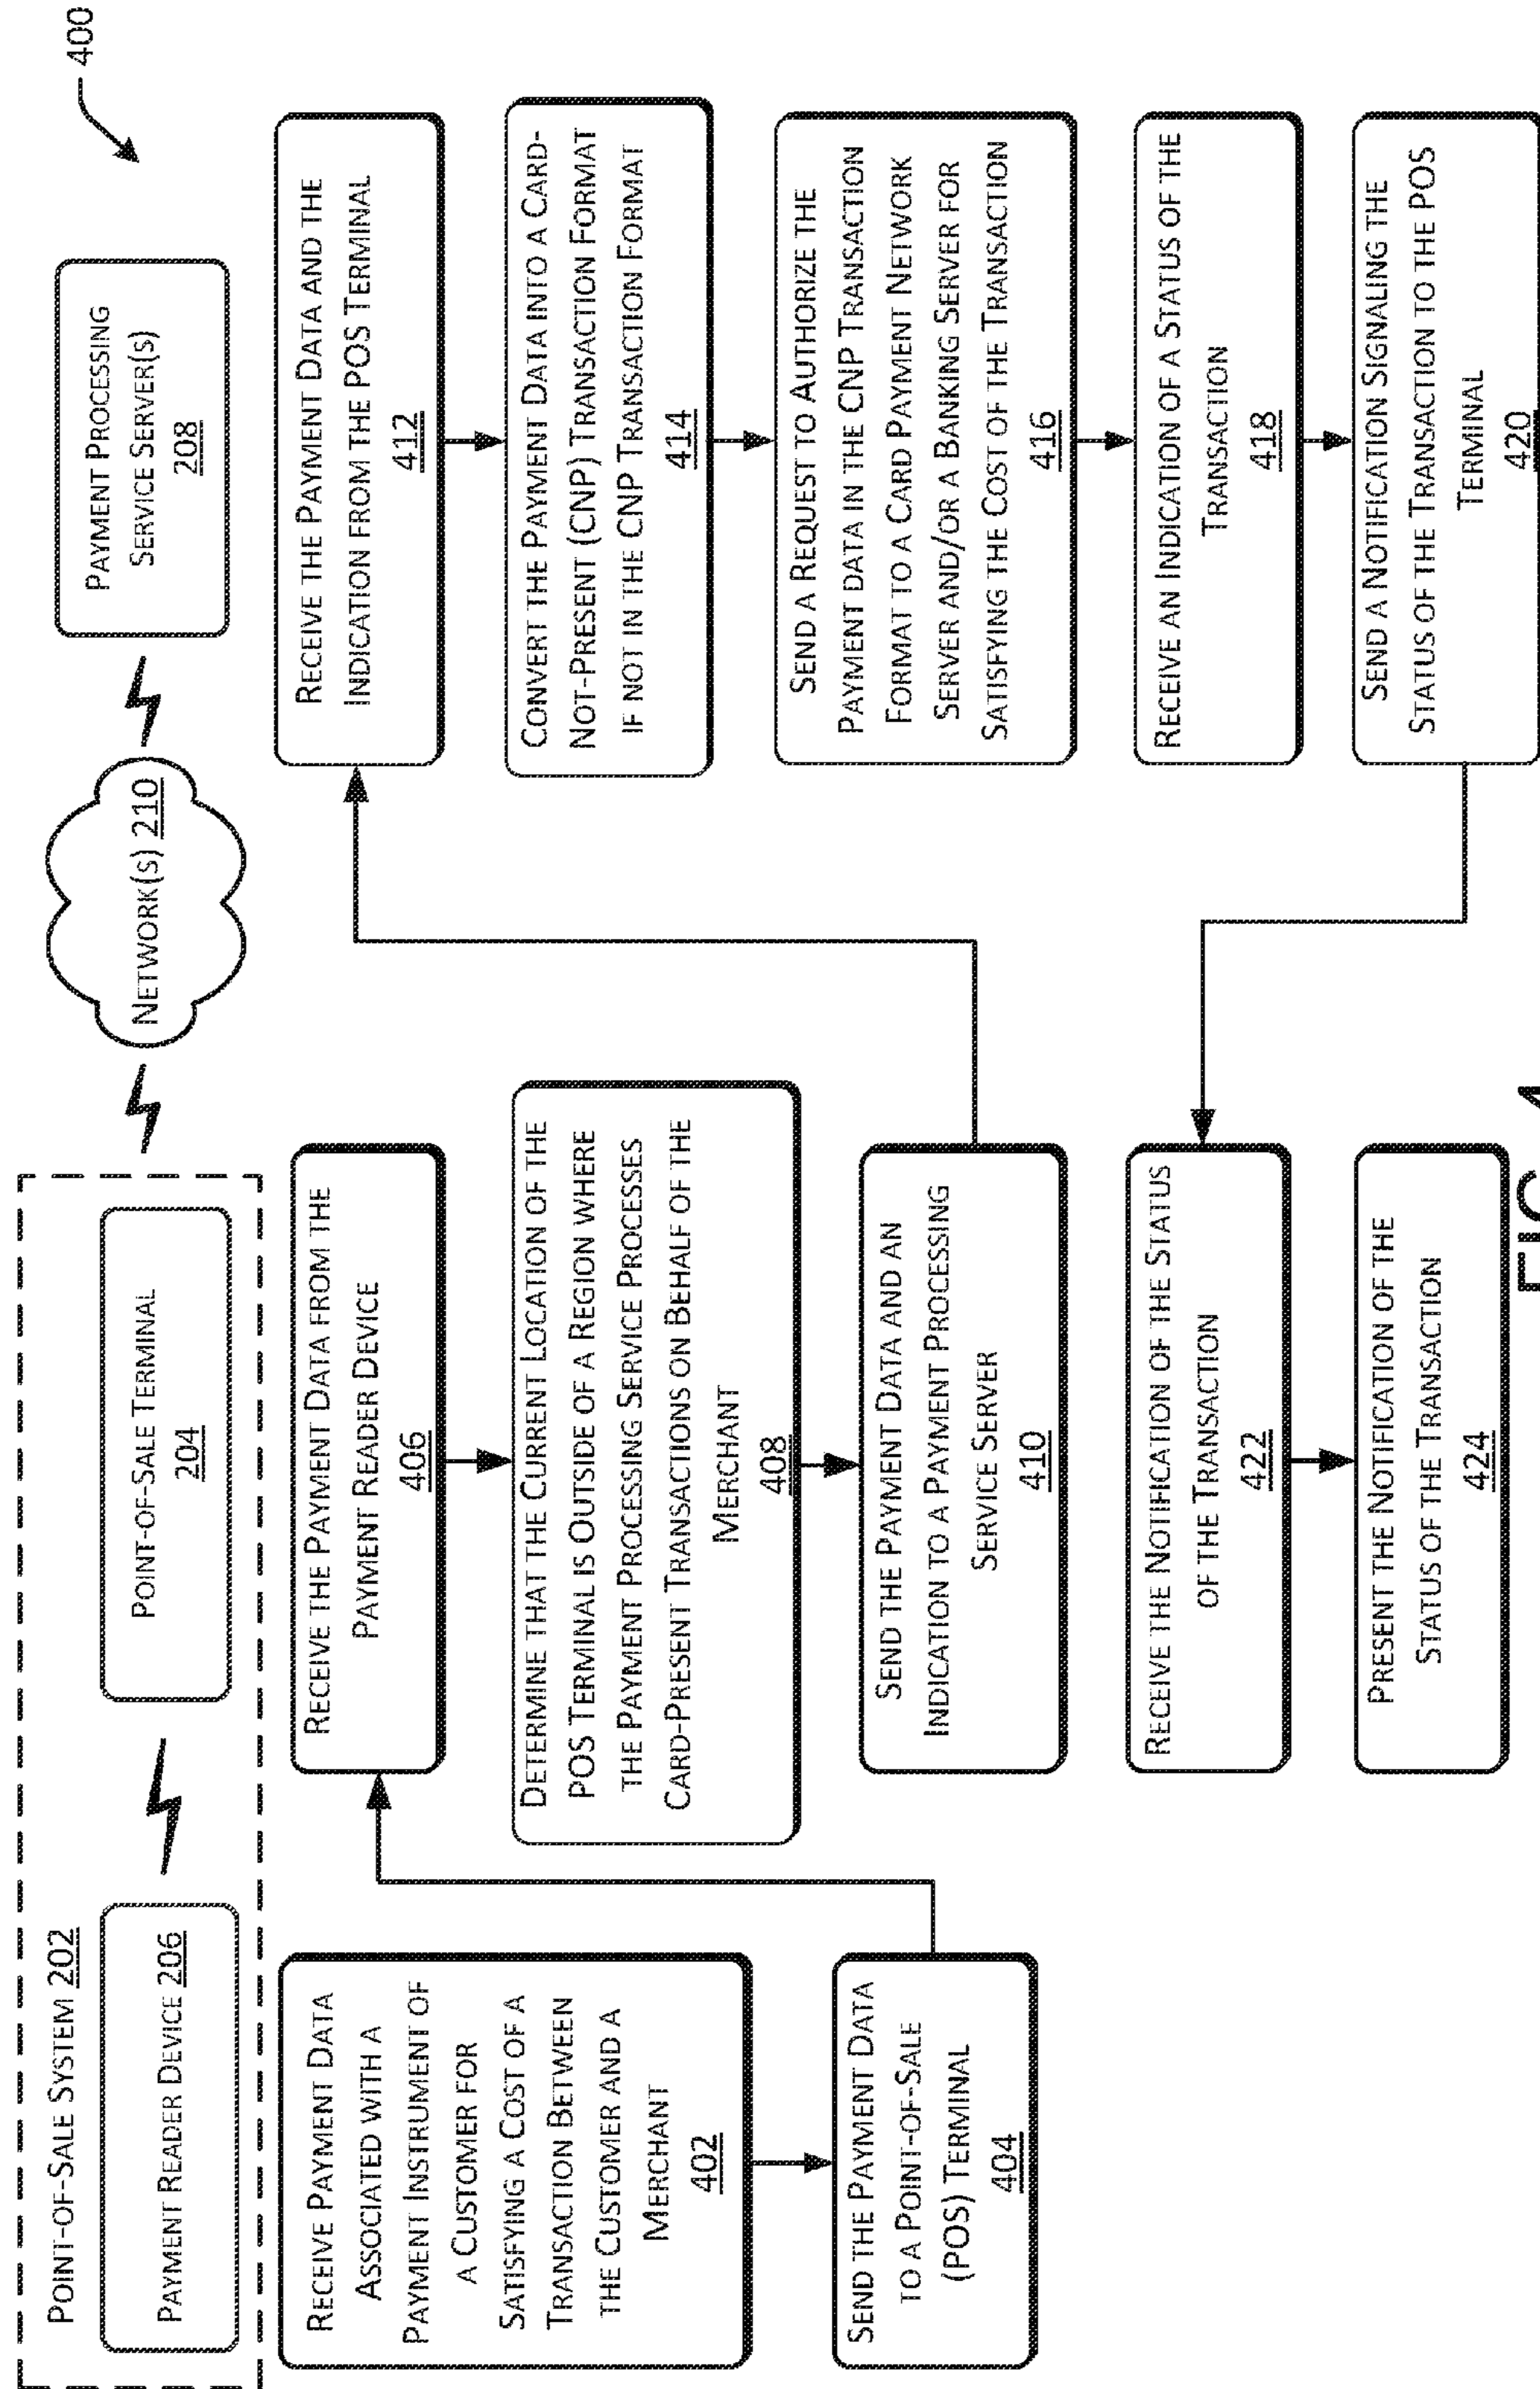 400
POINT-OF-SALE SYSTEM 202
PAYMENT READER DEVICE 206
POINT-OF-SALE TERMINAL
204
NETWORK(S) 210
PAYMENT PROCESSING
SERVICE SERVER(S)
208
RECEIVE PAYMENT DATA
ASSOCIATED WITH A
PAYMENT INSTRUMENT OF
A CUSTOMER FOR
SATISFYING A COST OF A
TRANSACTION BETWEEN
THE CUSTOMER AND A
MERCHANT
402
SEND THE PAYMENT DATA
TO A POINT-OF-SALE
(POS) TERMINAL
404
RECEIVE THE PAYMENT DATA FROM THE
PAYMENT READER DEVICE
406
DETERMINE THAT THE CURRENT LOCATION OF THE
POS TERMINAL IS OUTSIDE OF A REGION WHERE
THE PAYMENT PROCESSING SERVICE PROCESSES
CARD-PRESENT TRANSACTIONS ON BEHALF OF THE
MERCHANT
408
SEND THE PAYMENT DATA AND AN
INDICATION TO A PAYMENT PROCESSING
SERVICE SERVER
410
RECEIVE THE PAYMENT DATA AND THE
INDICATION FROM THE POS TERMINAL
412
CONVERT THE PAYMENT DATA INTO A CARD-
NOT-PRESENT (CNP) TRANSACTION FORMAT
IF NOT IN THE CNP TRANSACTION FORMAT
414
SEND A REQUEST TO AUTHORIZE THE
PAYMENT DATA IN THE CNP TRANSACTION
FORMAT TO A CARD PAYMENT NETWORK
SERVER AND/OR A BANKING SERVER FOR
SATISFYING THE COST OF THE TRANSACTION
416
RECEIVE AN INDICATION OF A STATUS OF THE
TRANSACTION
418
SEND A NOTIFICATION SIGNALING THE
STATUS OF THE TRANSACTION TO THE POS
TERMINAL
420
RECEIVE THE NOTIFICATION OF THE STATUS
OF THE TRANSACTION
422
PRESENT THE NOTIFICATION OF THE
STATUS OF THE TRANSACTION
424